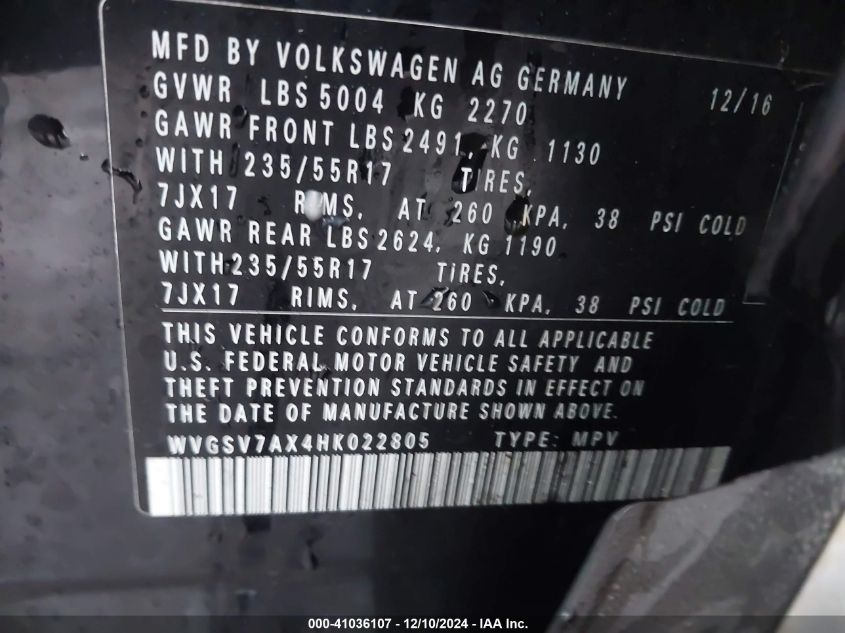 MFD BY VOLKSWAGEN AG GERMANY 12/16
GVWR LBS 5004 KG 2270
GAWR FRONT LBS 2491, KG 1130
WITH 235/55R17 TIRES,
7JX17 RIMS, AT 260 KPA, 38 PSI COLD
GAWR REAR LBS 2624, KG 1190
WITH 235/55R17 TIRES,
7JX17 RIMS, AT 260 KPA, 38 PSI COLD
THIS VEHICLE CONFORMS TO ALL APPLICABLE
U.S. FEDERAL MOTOR VEHICLE SAFETY AND
THEFT PREVENTION STANDARDS IN EFFECT ON
THE DATE OF MANUFACTURE SHOWN ABOVE.
WVGSV7AX4HK022805 TYPE: MPV
000-41036107 - 12/10/2024 - IAA Inc.